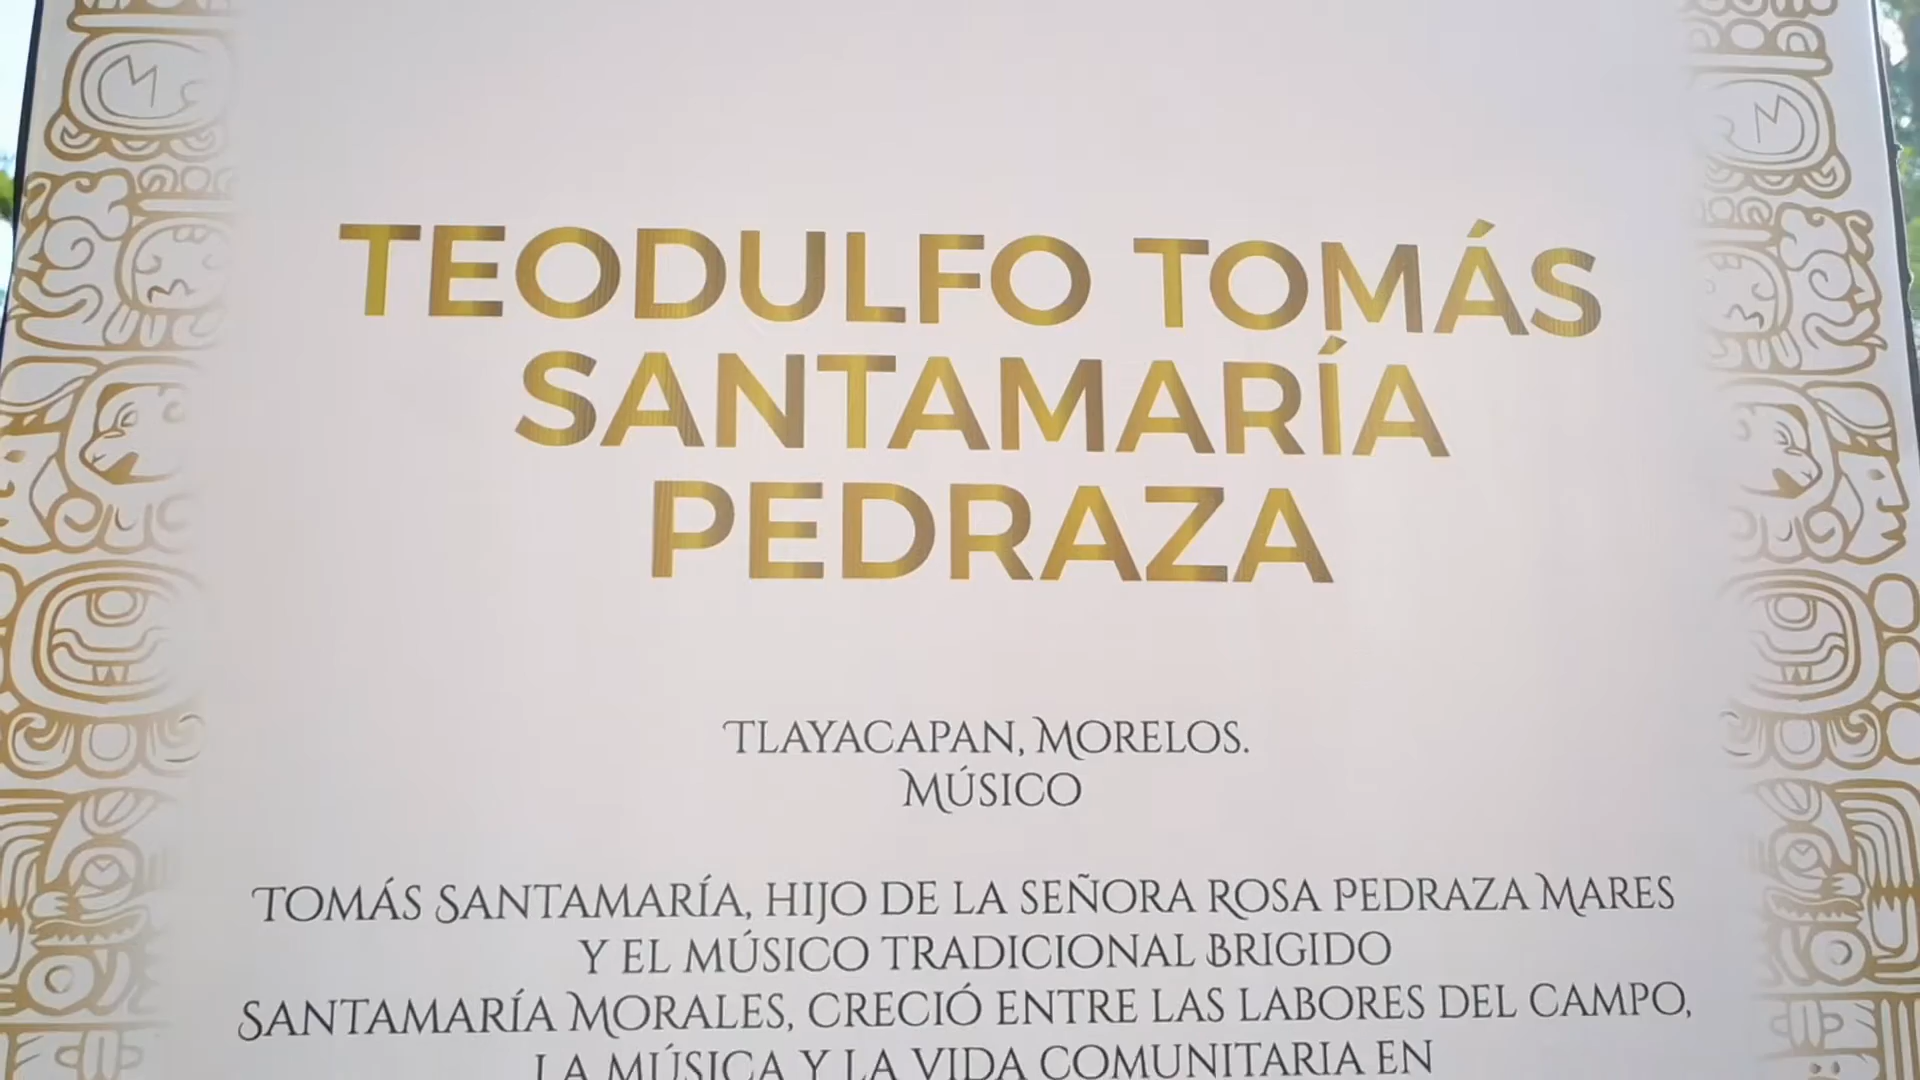 TEODULFO TOMÁS
SANTAMARÍA
PEDRAZA
TLAYACAPAN, MORELOS.
MÚSICO
TOMÁS SANTAMARÍA, HIJO DE LA SEÑORA ROSA PEDRAZA MARES
Y EL MÚSICO TRADICIONAL BRIGIDO
SANTAMARÍA MORALES, CRECIÓ ENTRE LAS LABORES DEL CAMPO,
LA MÚSICA Y LA VIDA COMUNITARIA EN